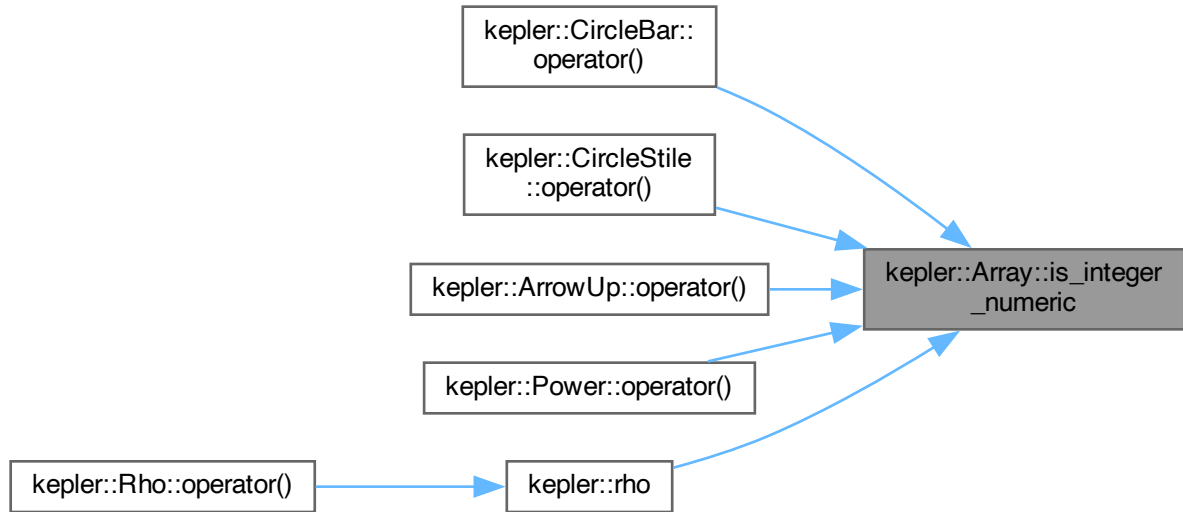 kepler::CircleBar::
operator()
kepler::CircleStile
::operator()
kepler::ArrowUp::operator()
kepler::Array::is_integer
_numeric
kepler::Power::operator()
kepler::Rho::operator()
kepler::rho